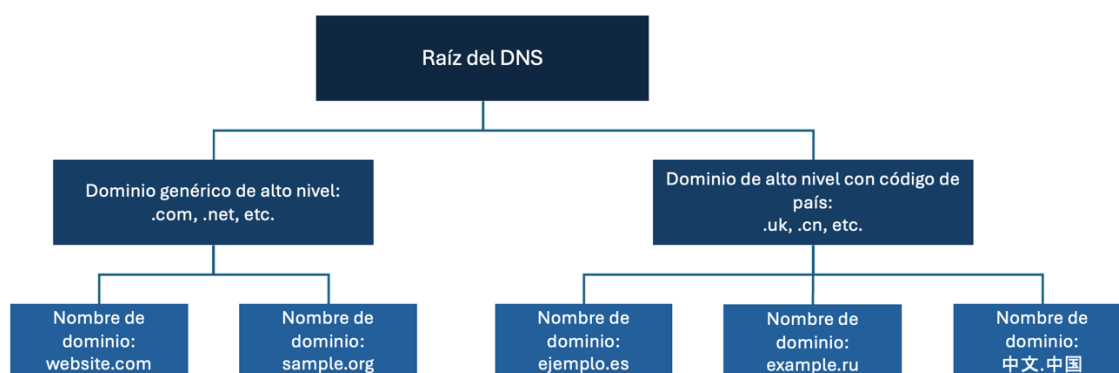 Raíz del DNS
Dominio genérico de alto nivel:
.com, .net, etc.
Dominio de alto nivel con código de
país:
.uk, .cn, etc.
Nombre de
dominio:
website.com
Nombre de
dominio:
sample.org
Nombre de
dominio:
ejemplo.es
Nombre de
dominio:
example.ru
Nombre de
dominio:
中文.中国